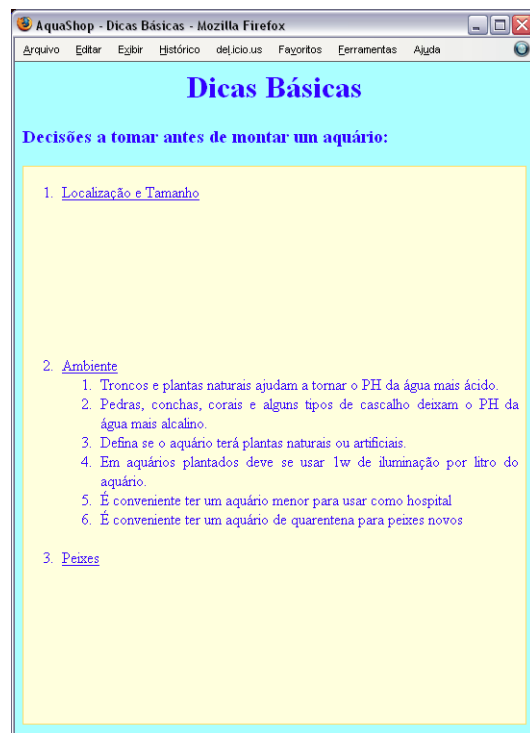 AquaShop - Dicas Básicas - Mozilla Firefox
Arquivo Editar Exibir Histórico del.icio.us Favoritos Ferramentas Ajuda
Dicas Básicas
Decisões a tomar antes de montar um aquário:
1. Localização e Tamanho
2. Ambiente
1. Troncos e plantas naturais ajudam a tornar o PH da água mais ácido.
2. Pedras, conchas, corais e alguns tipos de cascalho deixam o PH da
água mais alcalino.
3. Defina se o aquário terá plantas naturais ou artificiais.
4. Em aquários plantados deve se usar 1w de iluminação por litro do
aquário.
5. É conveniente ter um aquário menor para usar como hospital
6. É conveniente ter um aquário de quarentena para peixes novos
3. Peixes